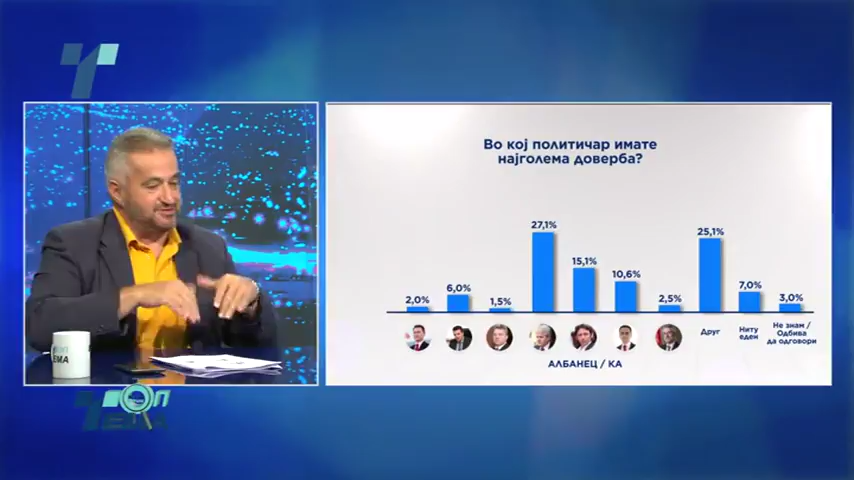 Во кој политичар имате
најголема доверба?
2,0%
6,0%
1,5%
27,1%
15,1%
10,6%
2,5%
25,1%
7,0%
3,0%
Друг
Ниту
еден
Не знам /
Одбива
да одговори
АЛБАНЕЦ / КА
ТОП
ТЕМА